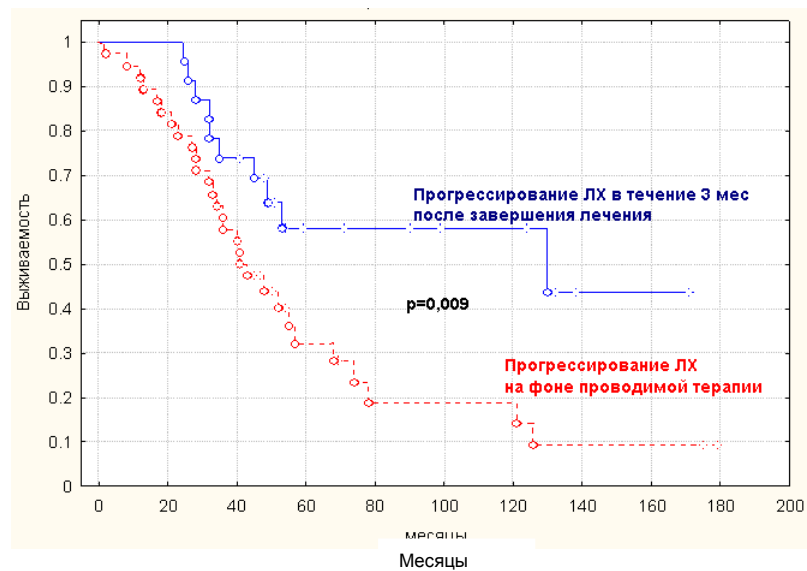 1
0.9
0.8
0.7
0.6
0.5
0.4
0.3
0.2
0.1
0
Выживаемость
Прогрессирование ЛХ в течение 3 мес
после завершения лечения
p=0,009
Прогрессирование ЛХ
на фоне проводимой терапии
0 20 40 60 80 100 120 140 160 180 200
месяцы
Месяцы